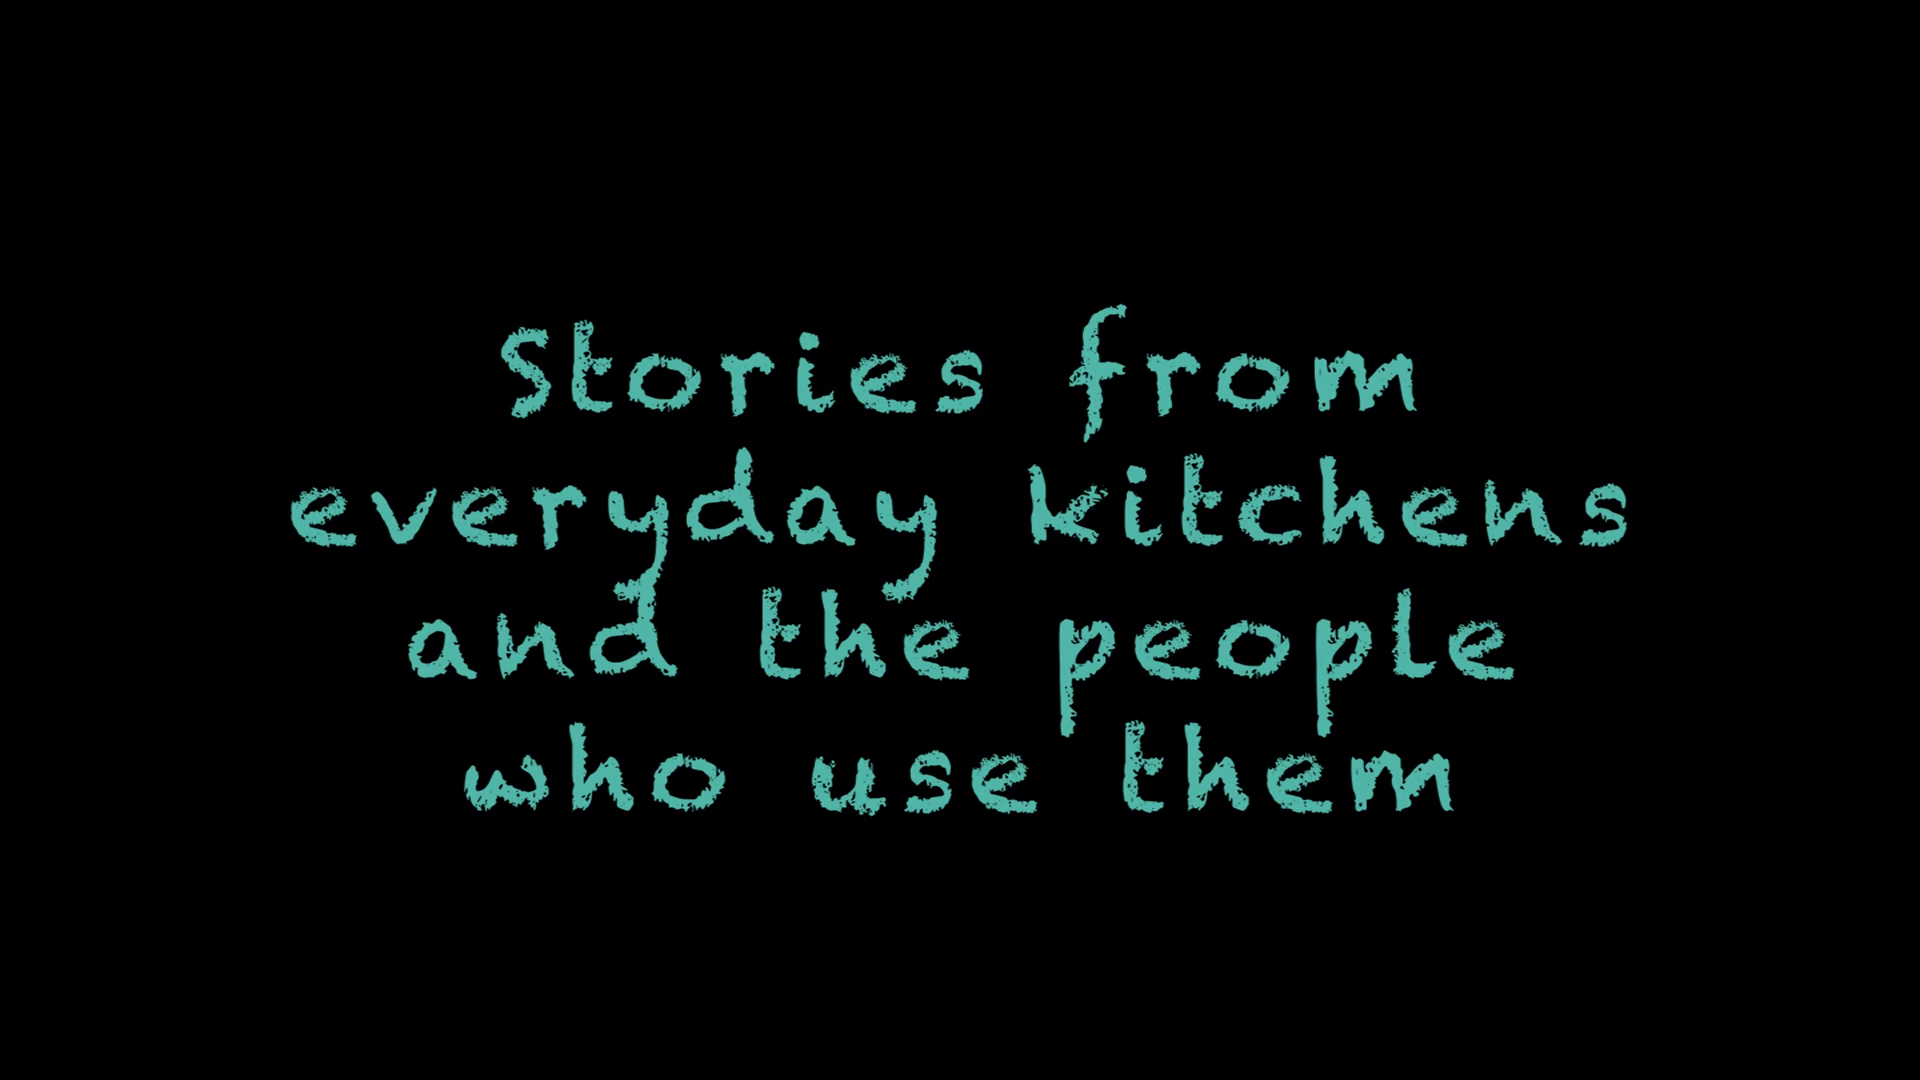 Stories from
everyday kitchens
and the people
who use them